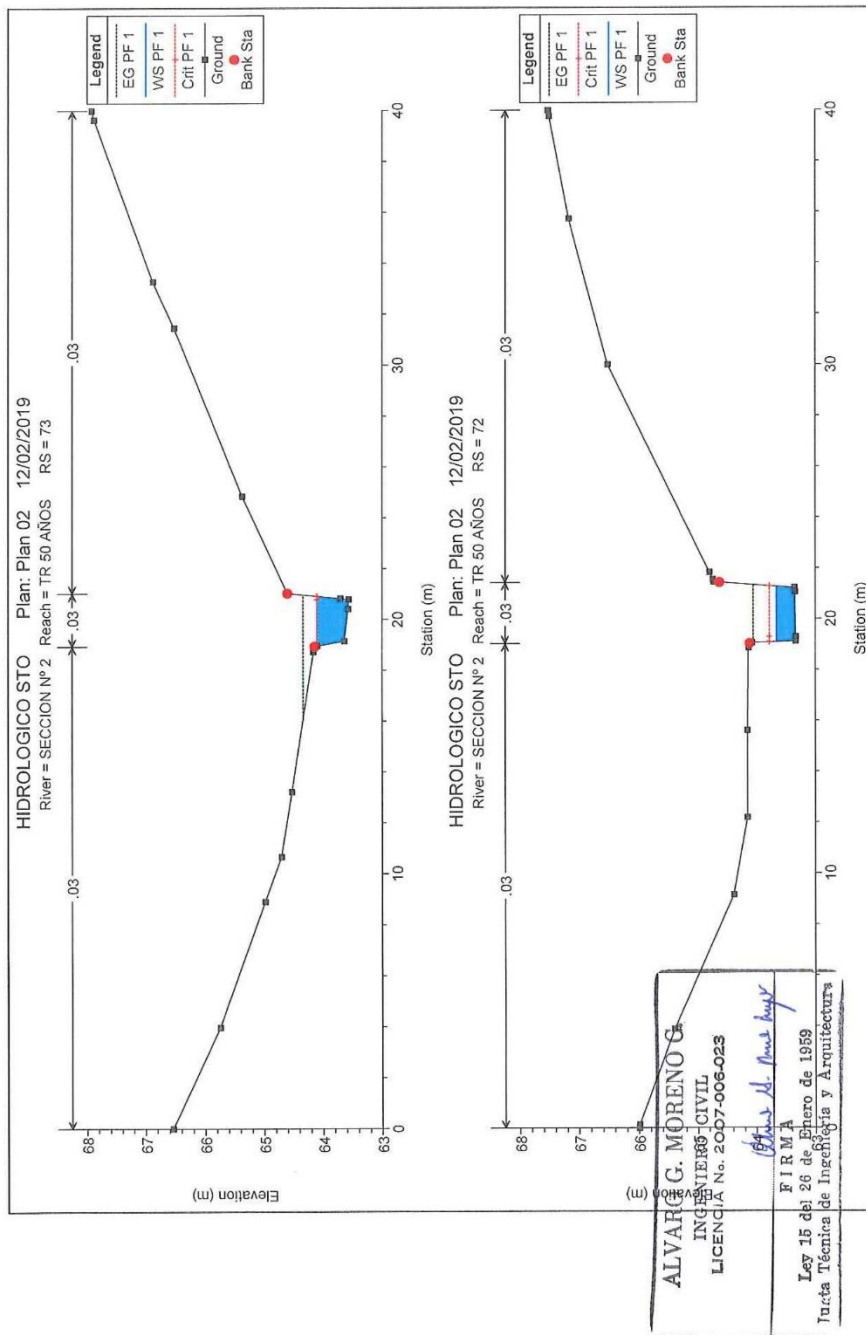 HIDROLOGICO STO Plan: Plan 02 12/02/2019
River = SECCION Nº 2 Reach = TR 50 AÑOS RS = 73
.03
.03
.03
Legend
EG PF 1
WS PF 1
Crit PF 1
Ground
Bank Sta
68
67
66
65
64
63
Elevation (m)
0
10
20
30
40
Station (m)
HIDROLOGICO STO Plan: Plan 02 12/02/2019
River = SECCION Nº 2 Reach = TR 50 AÑOS RS = 72
.03
.03
.03
Legend
EG PF 1
Crit PF 1
WS PF 1
Ground
Bank Sta
68
67
66
65
64
63
Elevation (m)
10
20
30
40
Station (m)
ALVARO G. MORENO G.
INGENIERO CIVIL
LICENCIA No. 2007-006-023
FIRMA
Ley 15 del 26 de Enero de 1959
Junta Técnica de Ingeniería y Arquitectura